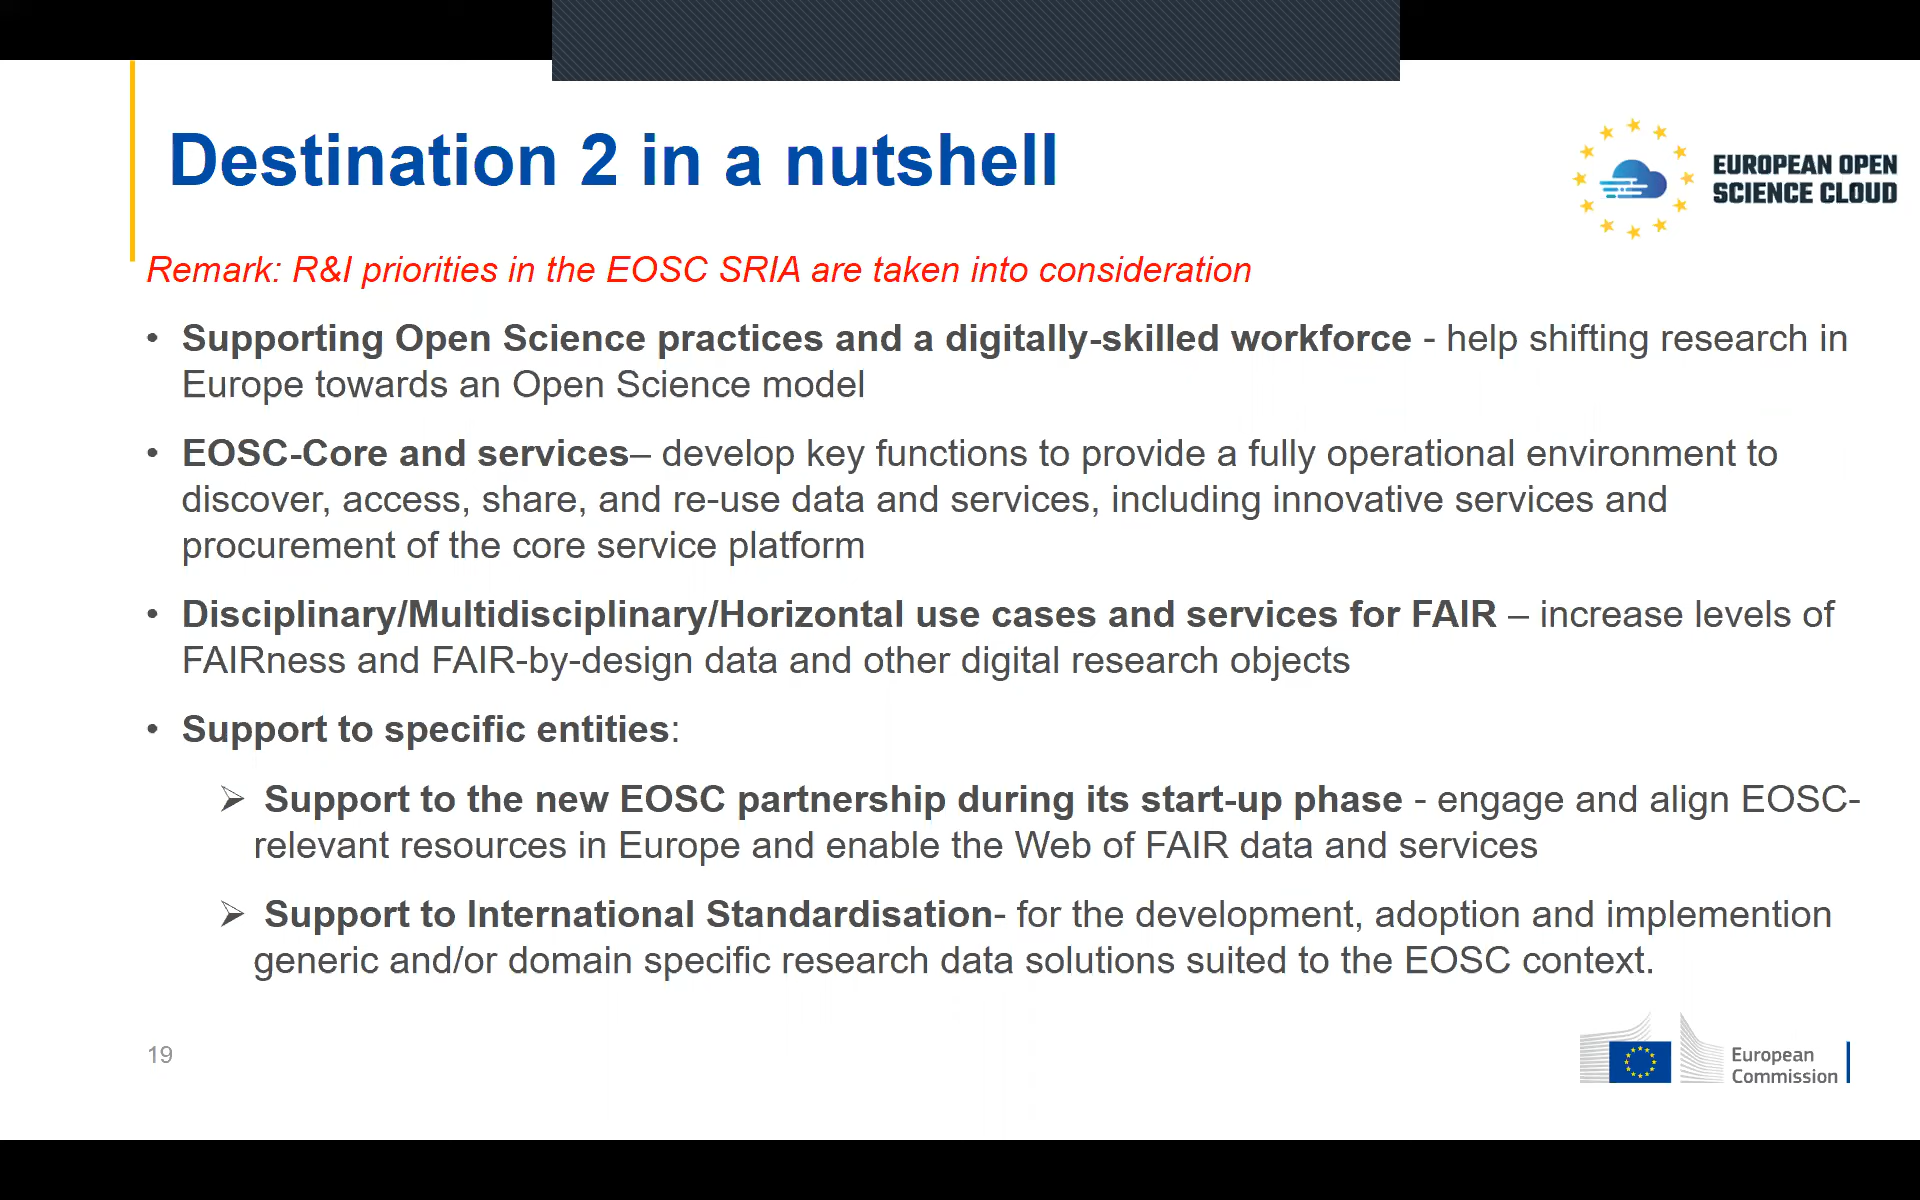 Destination 2 in a nutshell
EUROPEAN OPEN
SCIENCE CLOUD
Remark: R&I priorities in the EOSC SRIA are taken into consideration
• Supporting Open Science practices and a digitally-skilled workforce - help shifting research in
Europe towards an Open Science model
• EOSC-Core and services– develop key functions to provide a fully operational environment to
discover, access, share, and re-use data and services, including innovative services and
procurement of the core service platform
• Disciplinary/Multidisciplinary/Horizontal use cases and services for FAIR – increase levels of
FAIRness and FAIR-by-design data and other digital research objects
• Support to specific entities:
➢ Support to the new EOSC partnership during its start-up phase - engage and align EOSC-
relevant resources in Europe and enable the Web of FAIR data and services
➢ Support to International Standardisation- for the development, adoption and implemention
generic and/or domain specific research data solutions suited to the EOSC context.
19
European
Commission